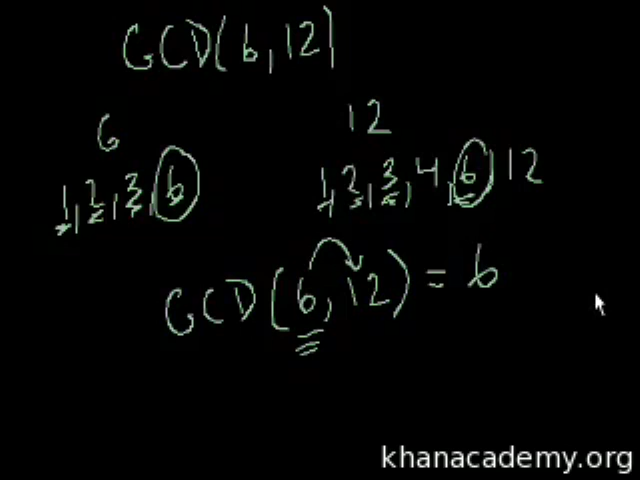 GCD(6,12)
6 12
1,2,3,6 1,2,3,4,6,12
GCD(6,12)=6
khanacademy.org